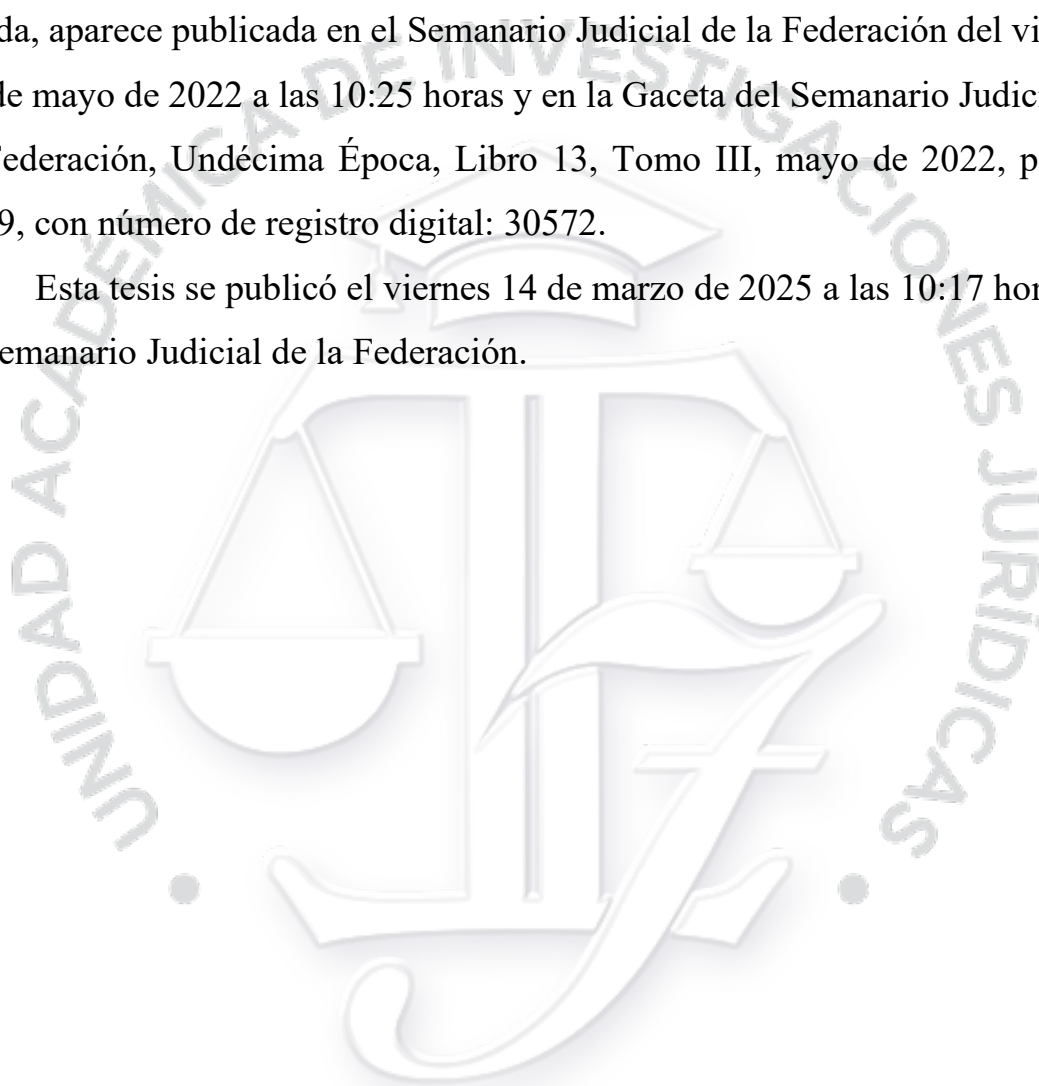 da, aparece publicada en el Semanario Judicial de la Federación del vi
de mayo de 2022 a las 10:25 horas y en la Gaceta del Semanario Judici
Federación, Undécima Época, Libro 13, Tomo III, mayo de 2022, p
9, con número de registro digital: 30572.
Esta tesis se publicó el viernes 14 de marzo de 2025 a las 10:17 hor
emanario Judicial de la Federación.
UNIDAD ACADÉMICA DE INVESTIGACIONES JURÍDICAS